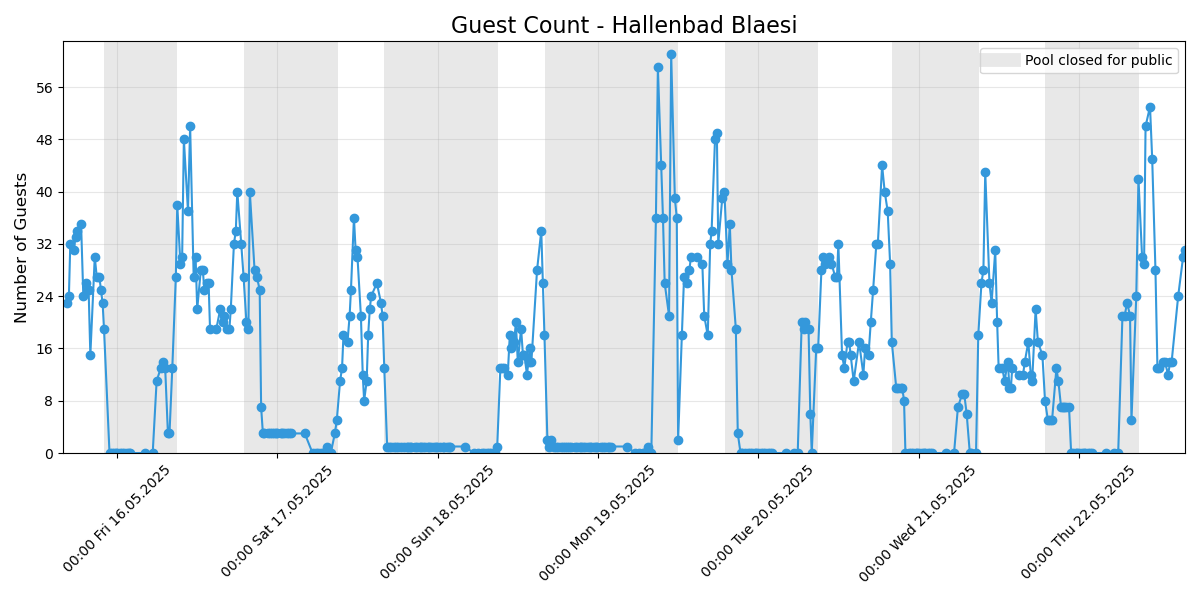 Guest Count - Hallenbad Blaesi
Pool closed for public
Number of Guests
56
48
40
32
24
16
8
0
00:00 Fri 16.05.2025
00:00 Sat 17.05.2025
00:00 Sun 18.05.2025
00:00 Mon 19.05.2025
00:00 Tue 20.05.2025
00:00 Wed 21.05.2025
00:00 Thu 22.05.2025